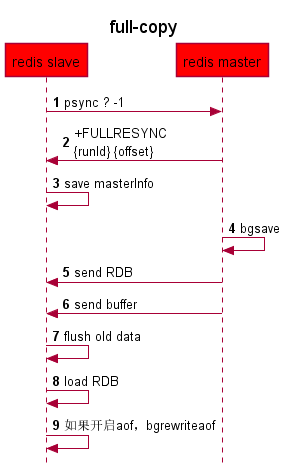 full-copy
redis slave
redis master
1 psync ? -1
2 +FULLRESYNC
{runId} {offset}
3 save masterInfo
4 bgsave
5 send RDB
6 send buffer
7 flush old data
8 load RDB
9 如果开启aof，bgrewriteaof